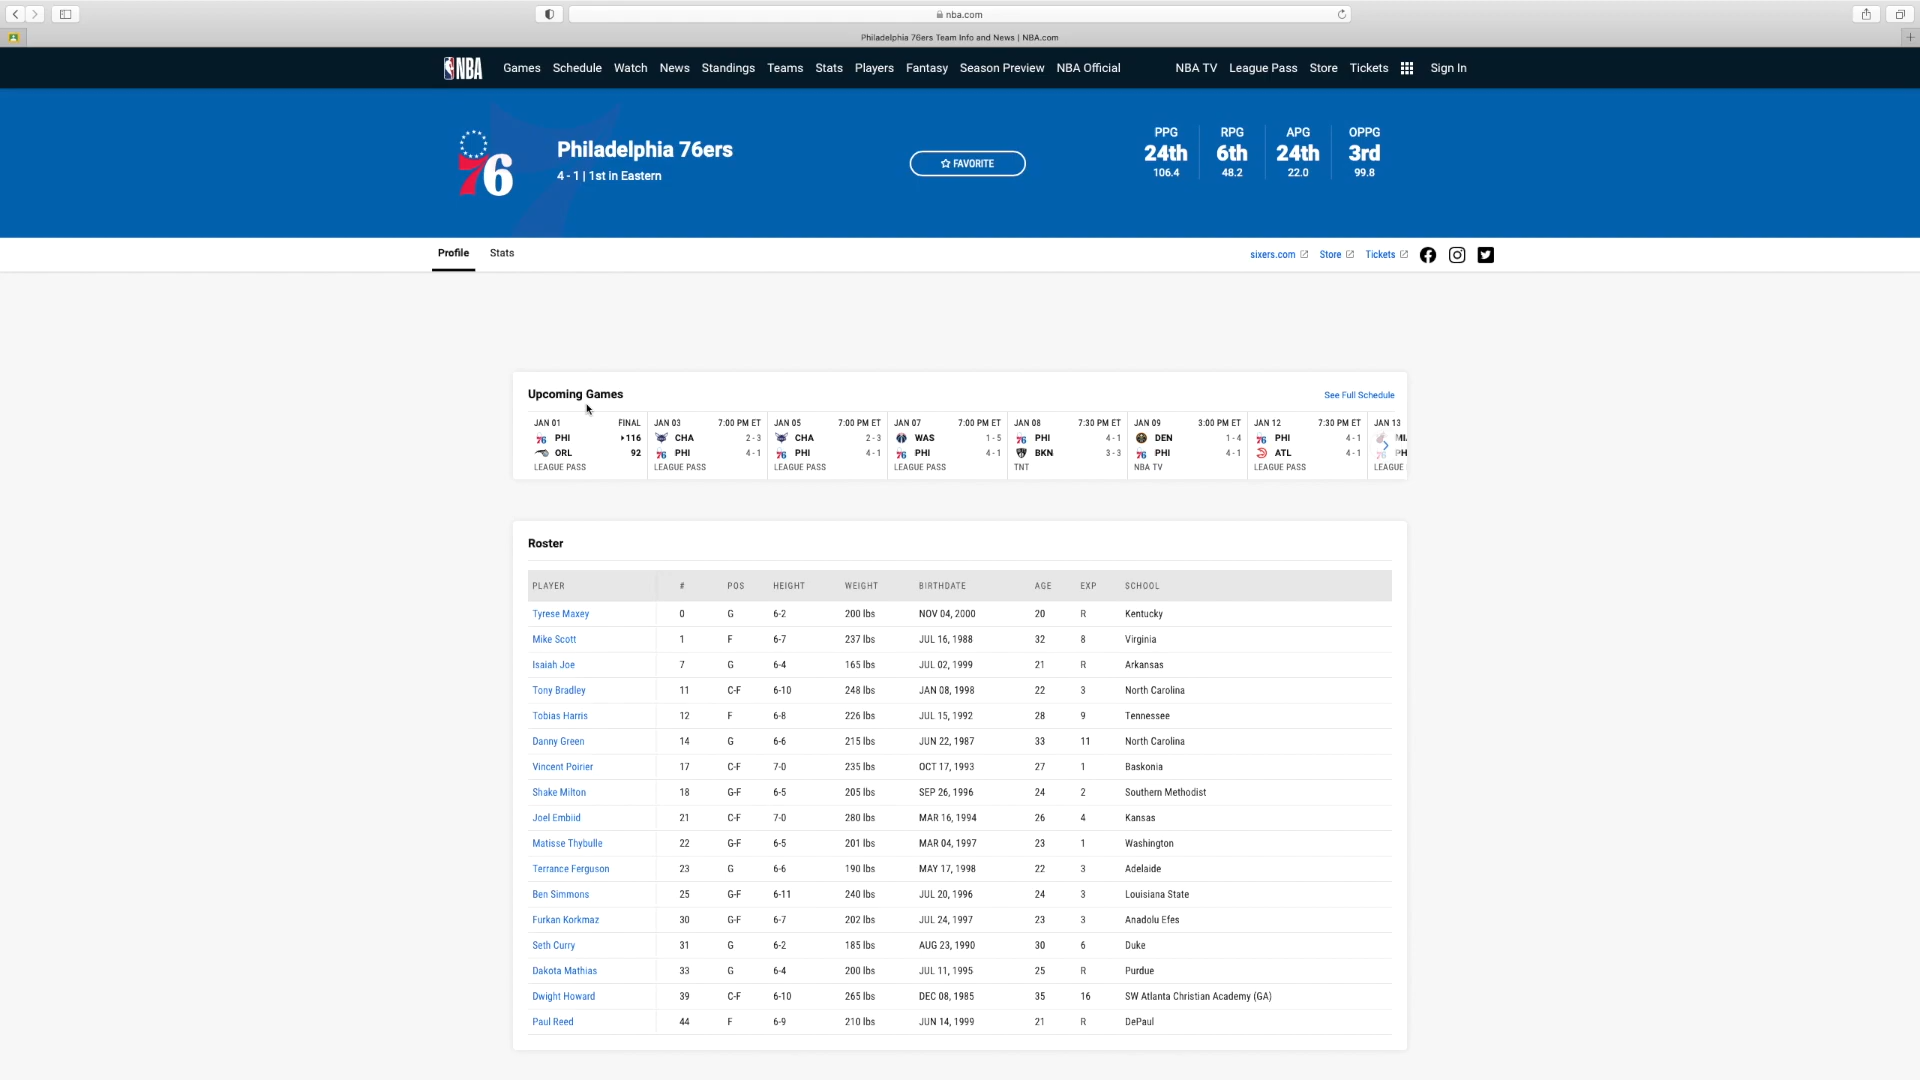 nba.com
Philadelphia 76ers Team Info and News | NBA.com
NBA Games Schedule Watch News Standings Teams Stats Players Fantasy Season Preview NBA Official NBA TV League Pass Store Tickets Sign In
76
Philadelphia 76ers
4 - 1 | 1st in Eastern
FAVORITE
PPG RPG APG OPPG
24th 6th 24th 3rd
106.4 48.2 22.0 99.8
Profile Stats sixers.com Store Tickets
Upcoming Games See Full Schedule
JAN 01 FINAL JAN 03 7:00 PM ET JAN 05 7:00 PM ET JAN 07 7:00 PM ET JAN 08 7:30 PM ET JAN 09 3:00 PM ET JAN 12 7:30 PM ET JAN 13
PHI 116 CHA 2 - 3 CHA 2 - 3 WAS 1 - 5 PHI 4 - 1 DEN 1 - 4 PHI 4 - 1
ORL 92 PHI 4 - 1 PHI 4 - 1 PHI 4 - 1 BKN 3 - 3 PHI 4 - 1 ATL 4 - 1 PH
LEAGUE PASS LEAGUE PASS LEAGUE PASS LEAGUE PASS TNT NBA TV LEAGUE PASS LEAGUE
Roster
PLAYER # POS HEIGHT WEIGHT BIRTHDATE AGE EXP SCHOOL
Tyrese Maxey 0 G 6-2 200 lbs NOV 04, 2000 20 R Kentucky
Mike Scott 1 F 6-7 237 lbs JUL 16, 1988 32 8 Virginia
Isaiah Joe 7 G 6-4 165 lbs JUL 02, 1999 21 R Arkansas
Tony Bradley 11 C-F 6-10 248 lbs JAN 08, 1998 22 3 North Carolina
Tobias Harris 12 F 6-8 226 lbs JUL 15, 1992 28 9 Tennessee
Danny Green 14 G 6-6 215 lbs JUN 22, 1987 33 11 North Carolina
Vincent Poirier 17 C-F 7-0 235 lbs OCT 17, 1993 27 1 Baskonia
Shake Milton 18 G-F 6-5 205 lbs SEP 26, 1996 24 2 Southern Methodist
Joel Embiid 21 C-F 7-0 280 lbs MAR 16, 1994 26 4 Kansas
Matisse Thybulle 22 G-F 6-5 201 lbs MAR 04, 1997 23 1 Washington
Terrance Ferguson 23 G 6-6 190 lbs MAY 17, 1998 22 3 Adelaide
Ben Simmons 25 G-F 6-11 240 lbs JUL 20, 1996 24 3 Louisiana State
Furkan Korkmaz 30 G-F 6-7 202 lbs JUL 24, 1997 23 3 Anadolu Efes
Seth Curry 31 G 6-2 185 lbs AUG 23, 1990 30 6 Duke
Dakota Mathias 33 G 6-4 200 lbs JUL 11, 1995 25 R Purdue
Dwight Howard 39 C-F 6-10 265 lbs DEC 08, 1985 35 16 SW Atlanta Christian Academy (GA)
Paul Reed 44 F 6-9 210 lbs JUN 14, 1999 21 R DePaul